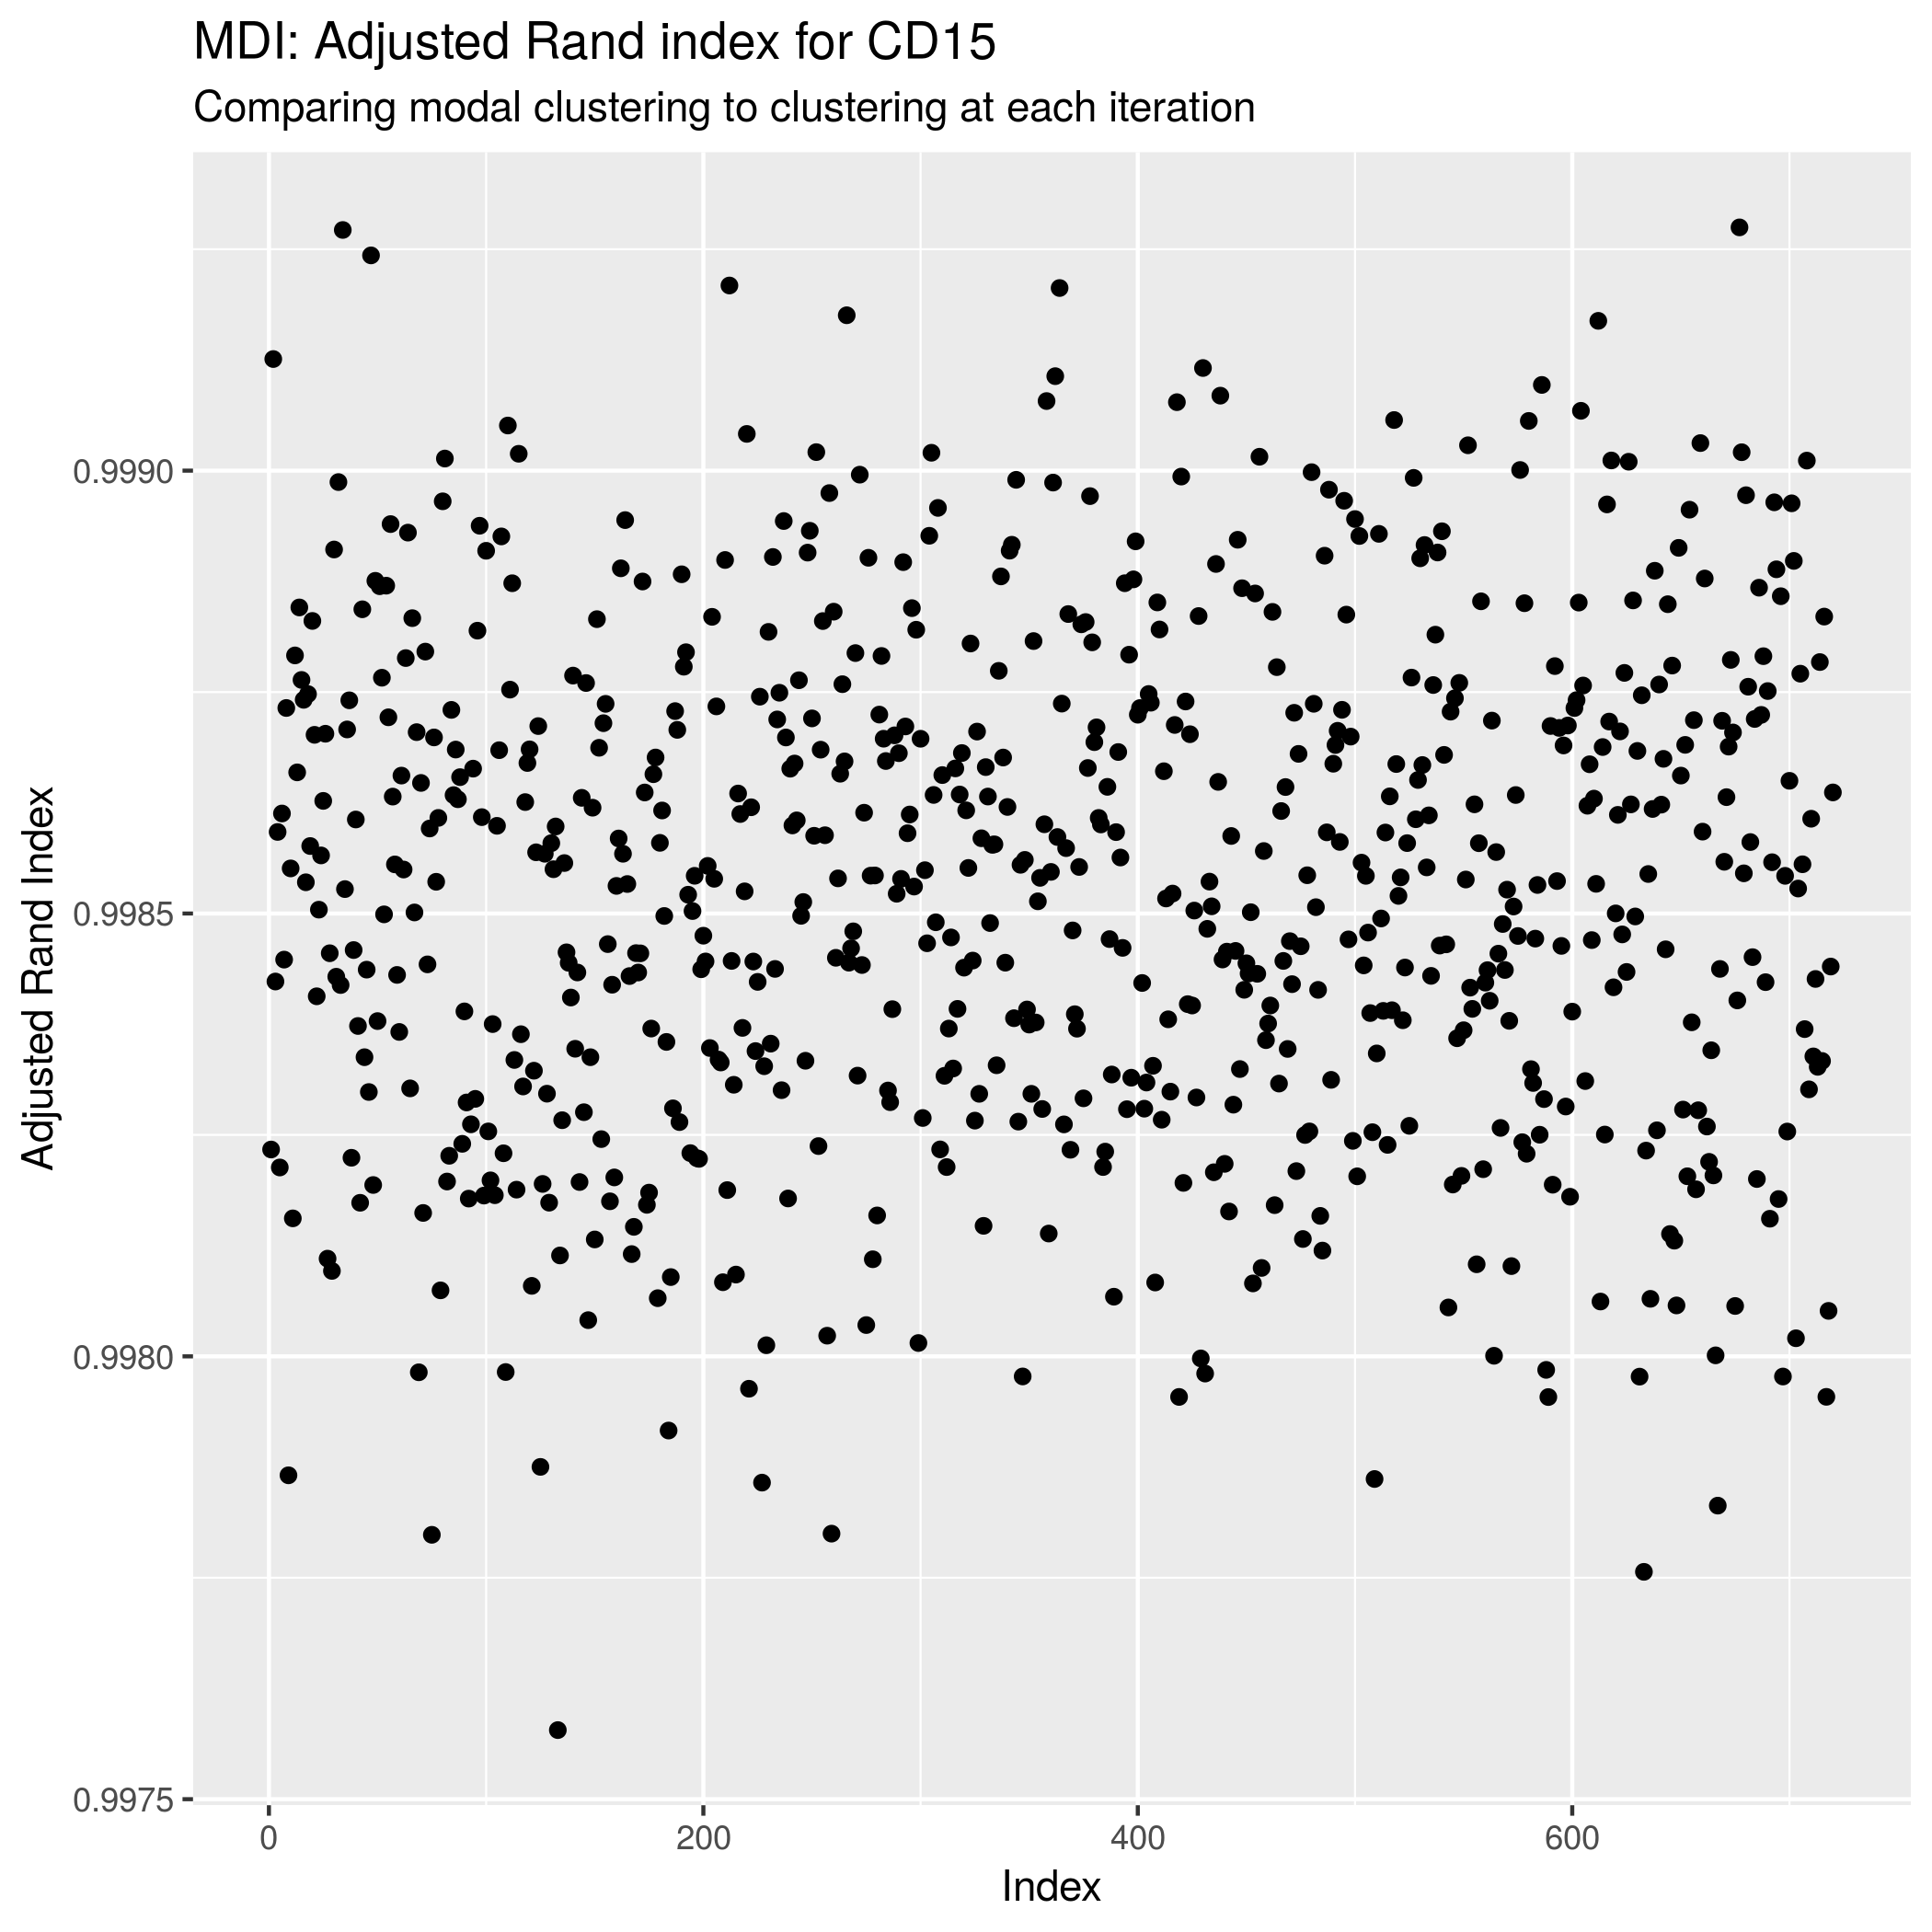 MDI: Adjusted Rand index for CD15
Comparing modal clustering to clustering at each iteration
Adjusted Rand Index
0.9990
0.9985
0.9980
0.9975
0 200 400 600
Index